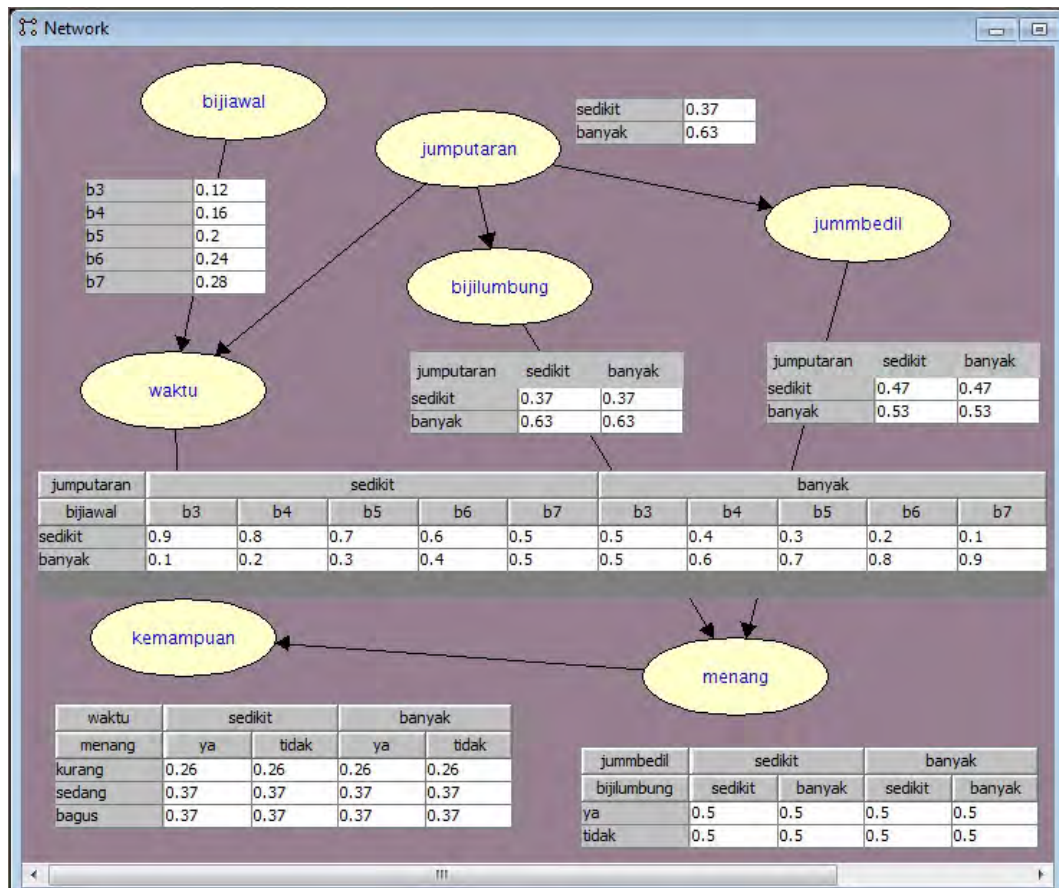 Network
bijiawal
jumputaran
sedikit 0.37
banyak 0.63
b3 0.12
b4 0.16
b5 0.2
b6 0.24
b7 0.28
jummbedil
bijilumbung
waktu
jumputaran sedikit banyak
sedikit 0.37 0.37
banyak 0.63 0.63
jumputaran sedikit banyak
sedikit 0.47 0.47
banyak 0.53 0.53
jumputaran sedikit banyak
bijiawal b3 b4 b5 b6 b7 b3 b4 b5 b6 b7
sedikit 0.9 0.8 0.7 0.6 0.5 0.5 0.4 0.3 0.2 0.1
banyak 0.1 0.2 0.3 0.4 0.5 0.5 0.6 0.7 0.8 0.9
kemampuan
menang
waktu sedikit banyak
menang ya tidak ya tidak
kurang 0.26 0.26 0.26 0.26
sedang 0.37 0.37 0.37 0.37
bagus 0.37 0.37 0.37 0.37
jummbedil sedikit banyak
bijilumbung sedikit banyak sedikit banyak
ya 0.5 0.5 0.5 0.5
tidak 0.5 0.5 0.5 0.5